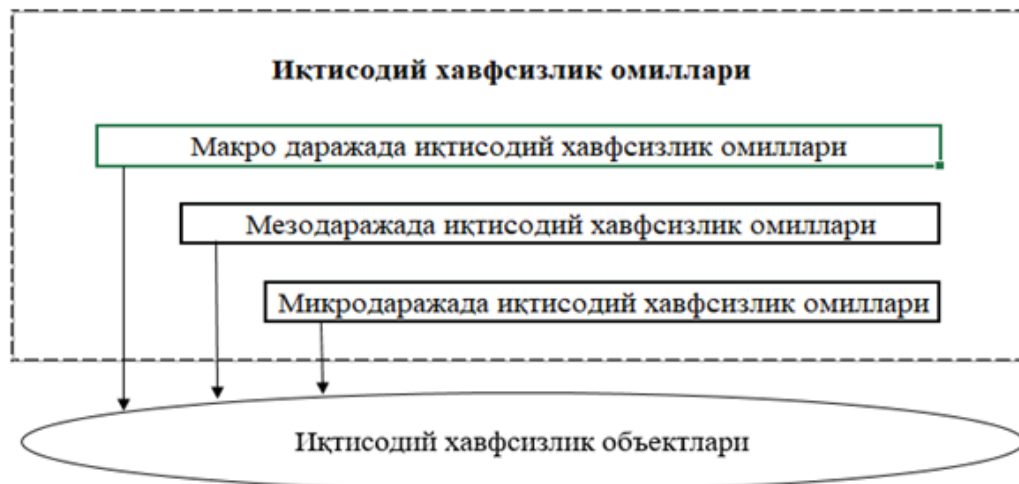 Иқтисодий хавфсизлик омиллари
Макро даражада иқтисодий хавфсизлик омиллари
Мезодаражада иқтисодий хавфсизлик омиллари
Микродаражада иқтисодий хавфсизлик омиллари
Иқтисодий хавфсизлик объектлари